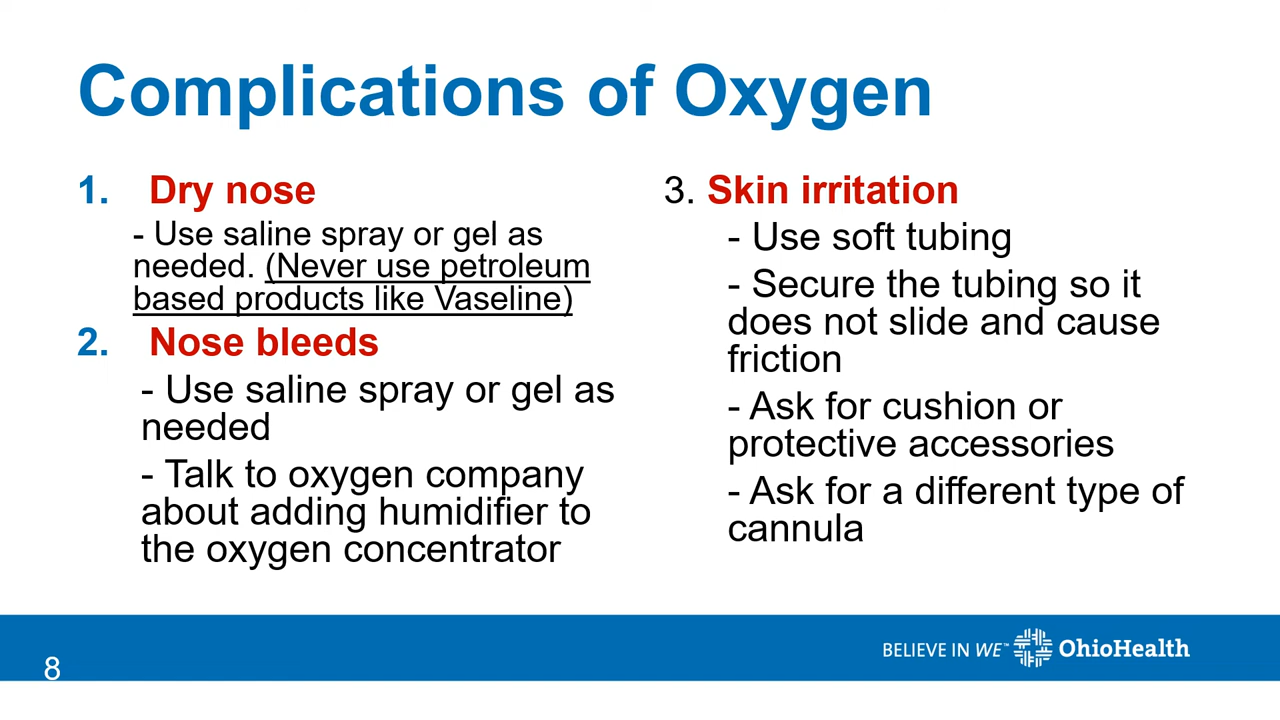 Complications of Oxygen
1. Dry nose
- Use saline spray or gel as
needed. (Never use petroleum
based products like Vaseline)
2. Nose bleeds
- Use saline spray or gel as
needed
- Talk to oxygen company
about adding humidifier to
the oxygen concentrator
3. Skin irritation
- Use soft tubing
- Secure the tubing so it
does not slide and cause
friction
- Ask for cushion or
protective accessories
- Ask for a different type of
cannula
BELIEVE IN WE™ OhioHealth
8